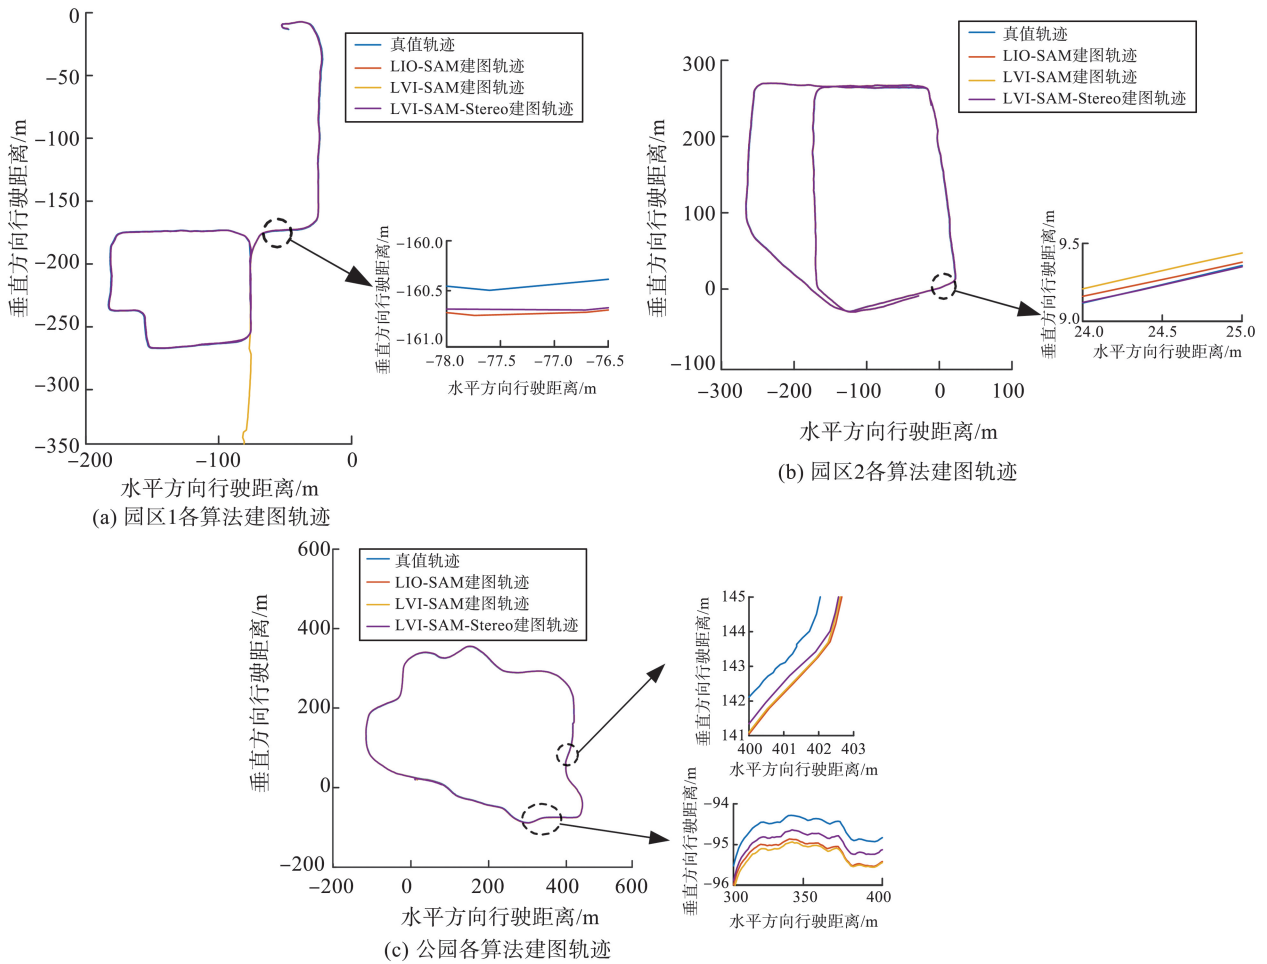 真值轨迹
LIO-SAM建图轨迹
LVI-SAM建图轨迹
LVI-SAM-Stereo建图轨迹
垂直方向行驶距离/m
0
−50
−100
−150
−200
−250
−300
−350
−200
−100
0
水平方向行驶距离/m
(a) 园区1各算法建图轨迹
垂直方向行驶距离/m
−160.0
−160.5
−161.0
−78.0
−77.5
−77.0
−76.5
水平方向行驶距离/m
真值轨迹
LIO-SAM建图轨迹
LVI-SAM建图轨迹
LVI-SAM-Stereo建图轨迹
垂直方向行驶距离/m
300
200
100
0
−100
−300
−200
−100
0
100
水平方向行驶距离/m
(b) 园区2各算法建图轨迹
垂直方向行驶距离/m
9.5
9.0
24.0
24.5
25.0
水平方向行驶距离/m
真值轨迹
LIO-SAM建图轨迹
LVI-SAM建图轨迹
LVI-SAM-Stereo建图轨迹
垂直方向行驶距离/m
600
400
200
0
−200
−200
0
200
400
600
水平方向行驶距离/m
(c) 公园各算法建图轨迹
垂直方向行驶距离/m
145
144
143
142
141
400
401
402
403
水平方向行驶距离/m
垂直方向行驶距离/m
−94
−95
−96
300
350
400
水平方向行驶距离/m